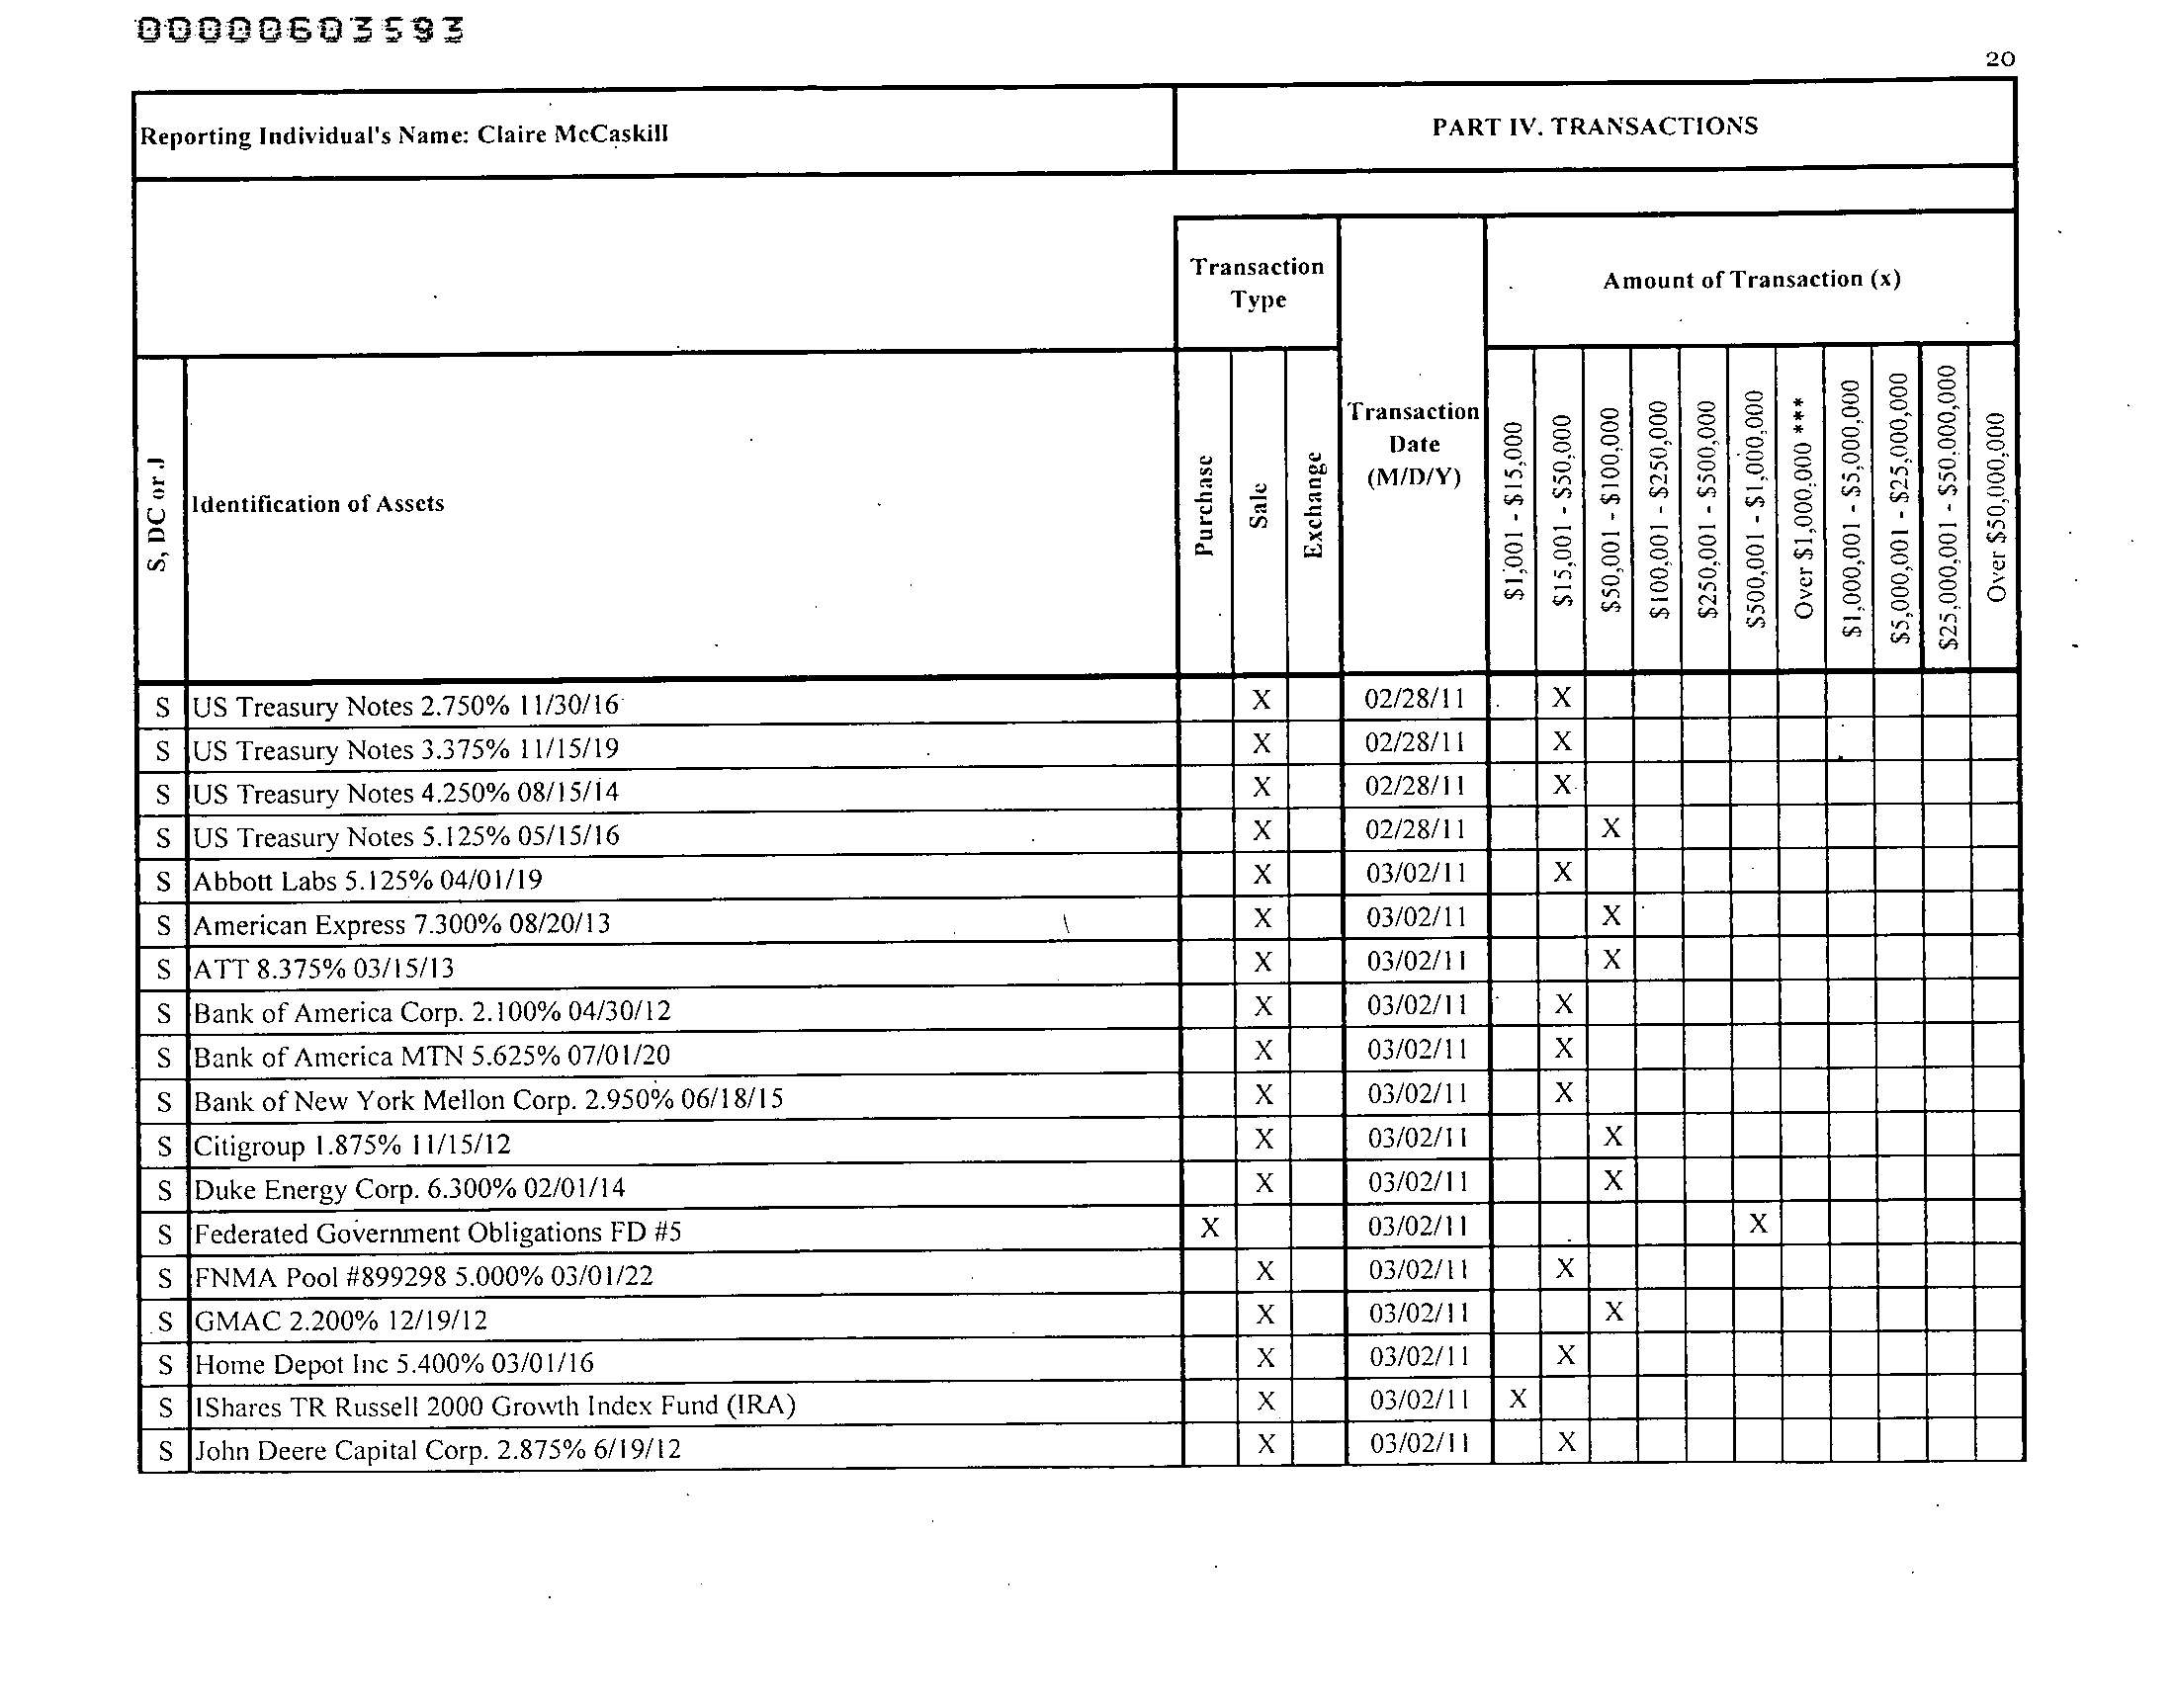 00000603593
20
Reporting Individual's Name: Claire McCaskill
PART IV. TRANSACTIONS
Transaction Type
Amount of Transaction (x)
S, DC or J
Identification of Assets
Purchase
Sale
Exchange
Transaction Date (M/D/Y)
$1,001 - $15,000
$15,001 - $50,000
$50,001 - $100,000
$100,001 - $250,000
$250,001 - $500,000
$500,001 - $1,000,000
Over $1,000,000 ***
$1,000,001 - $5,000,000
$5,000,001 - $25,000,000
$25,000,001 - $50,000,000
Over $50,000,000
S US Treasury Notes 2.750% 11/30/16 X 02/28/11 X
S US Treasury Notes 3.375% 11/15/19 X 02/28/11 X
S US Treasury Notes 4.250% 08/15/14 X 02/28/11 X
S US Treasury Notes 5.125% 05/15/16 X 02/28/11 X
S Abbott Labs 5.125% 04/01/19 X 03/02/11 X
S American Express 7.300% 08/20/13 X 03/02/11 X
S ATT 8.375% 03/15/13 X 03/02/11 X
S Bank of America Corp. 2.100% 04/30/12 X 03/02/11 X
S Bank of America MTN 5.625% 07/01/20 X 03/02/11 X
S Bank of New York Mellon Corp. 2.950% 06/18/15 X 03/02/11 X
S Citigroup 1.875% 11/15/12 X 03/02/11 X
S Duke Energy Corp. 6.300% 02/01/14 X 03/02/11 X
S Federated Government Obligations FD #5 X 03/02/11 X
S FNMA Pool #899298 5.000% 03/01/22 X 03/02/11 X
S GMAC 2.200% 12/19/12 X 03/02/11 X
S Home Depot Inc 5.400% 03/01/16 X 03/02/11 X
S IShares TR Russell 2000 Growth Index Fund (IRA) X 03/02/11 X
S John Deere Capital Corp. 2.875% 6/19/12 X 03/02/11 X